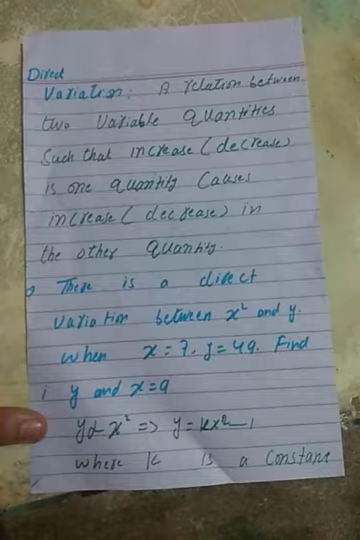 Direct
Variation: A relation between
two variable quantities
Such that increase (decrease)
is one quantity causes
increase (decrease) in
the other quantity.
There is a direct
variation between x² and y.
when x = 7, y = 49. Find
i y and x = 9
y ∝ x² => y = kx² — 1
where k is a constant